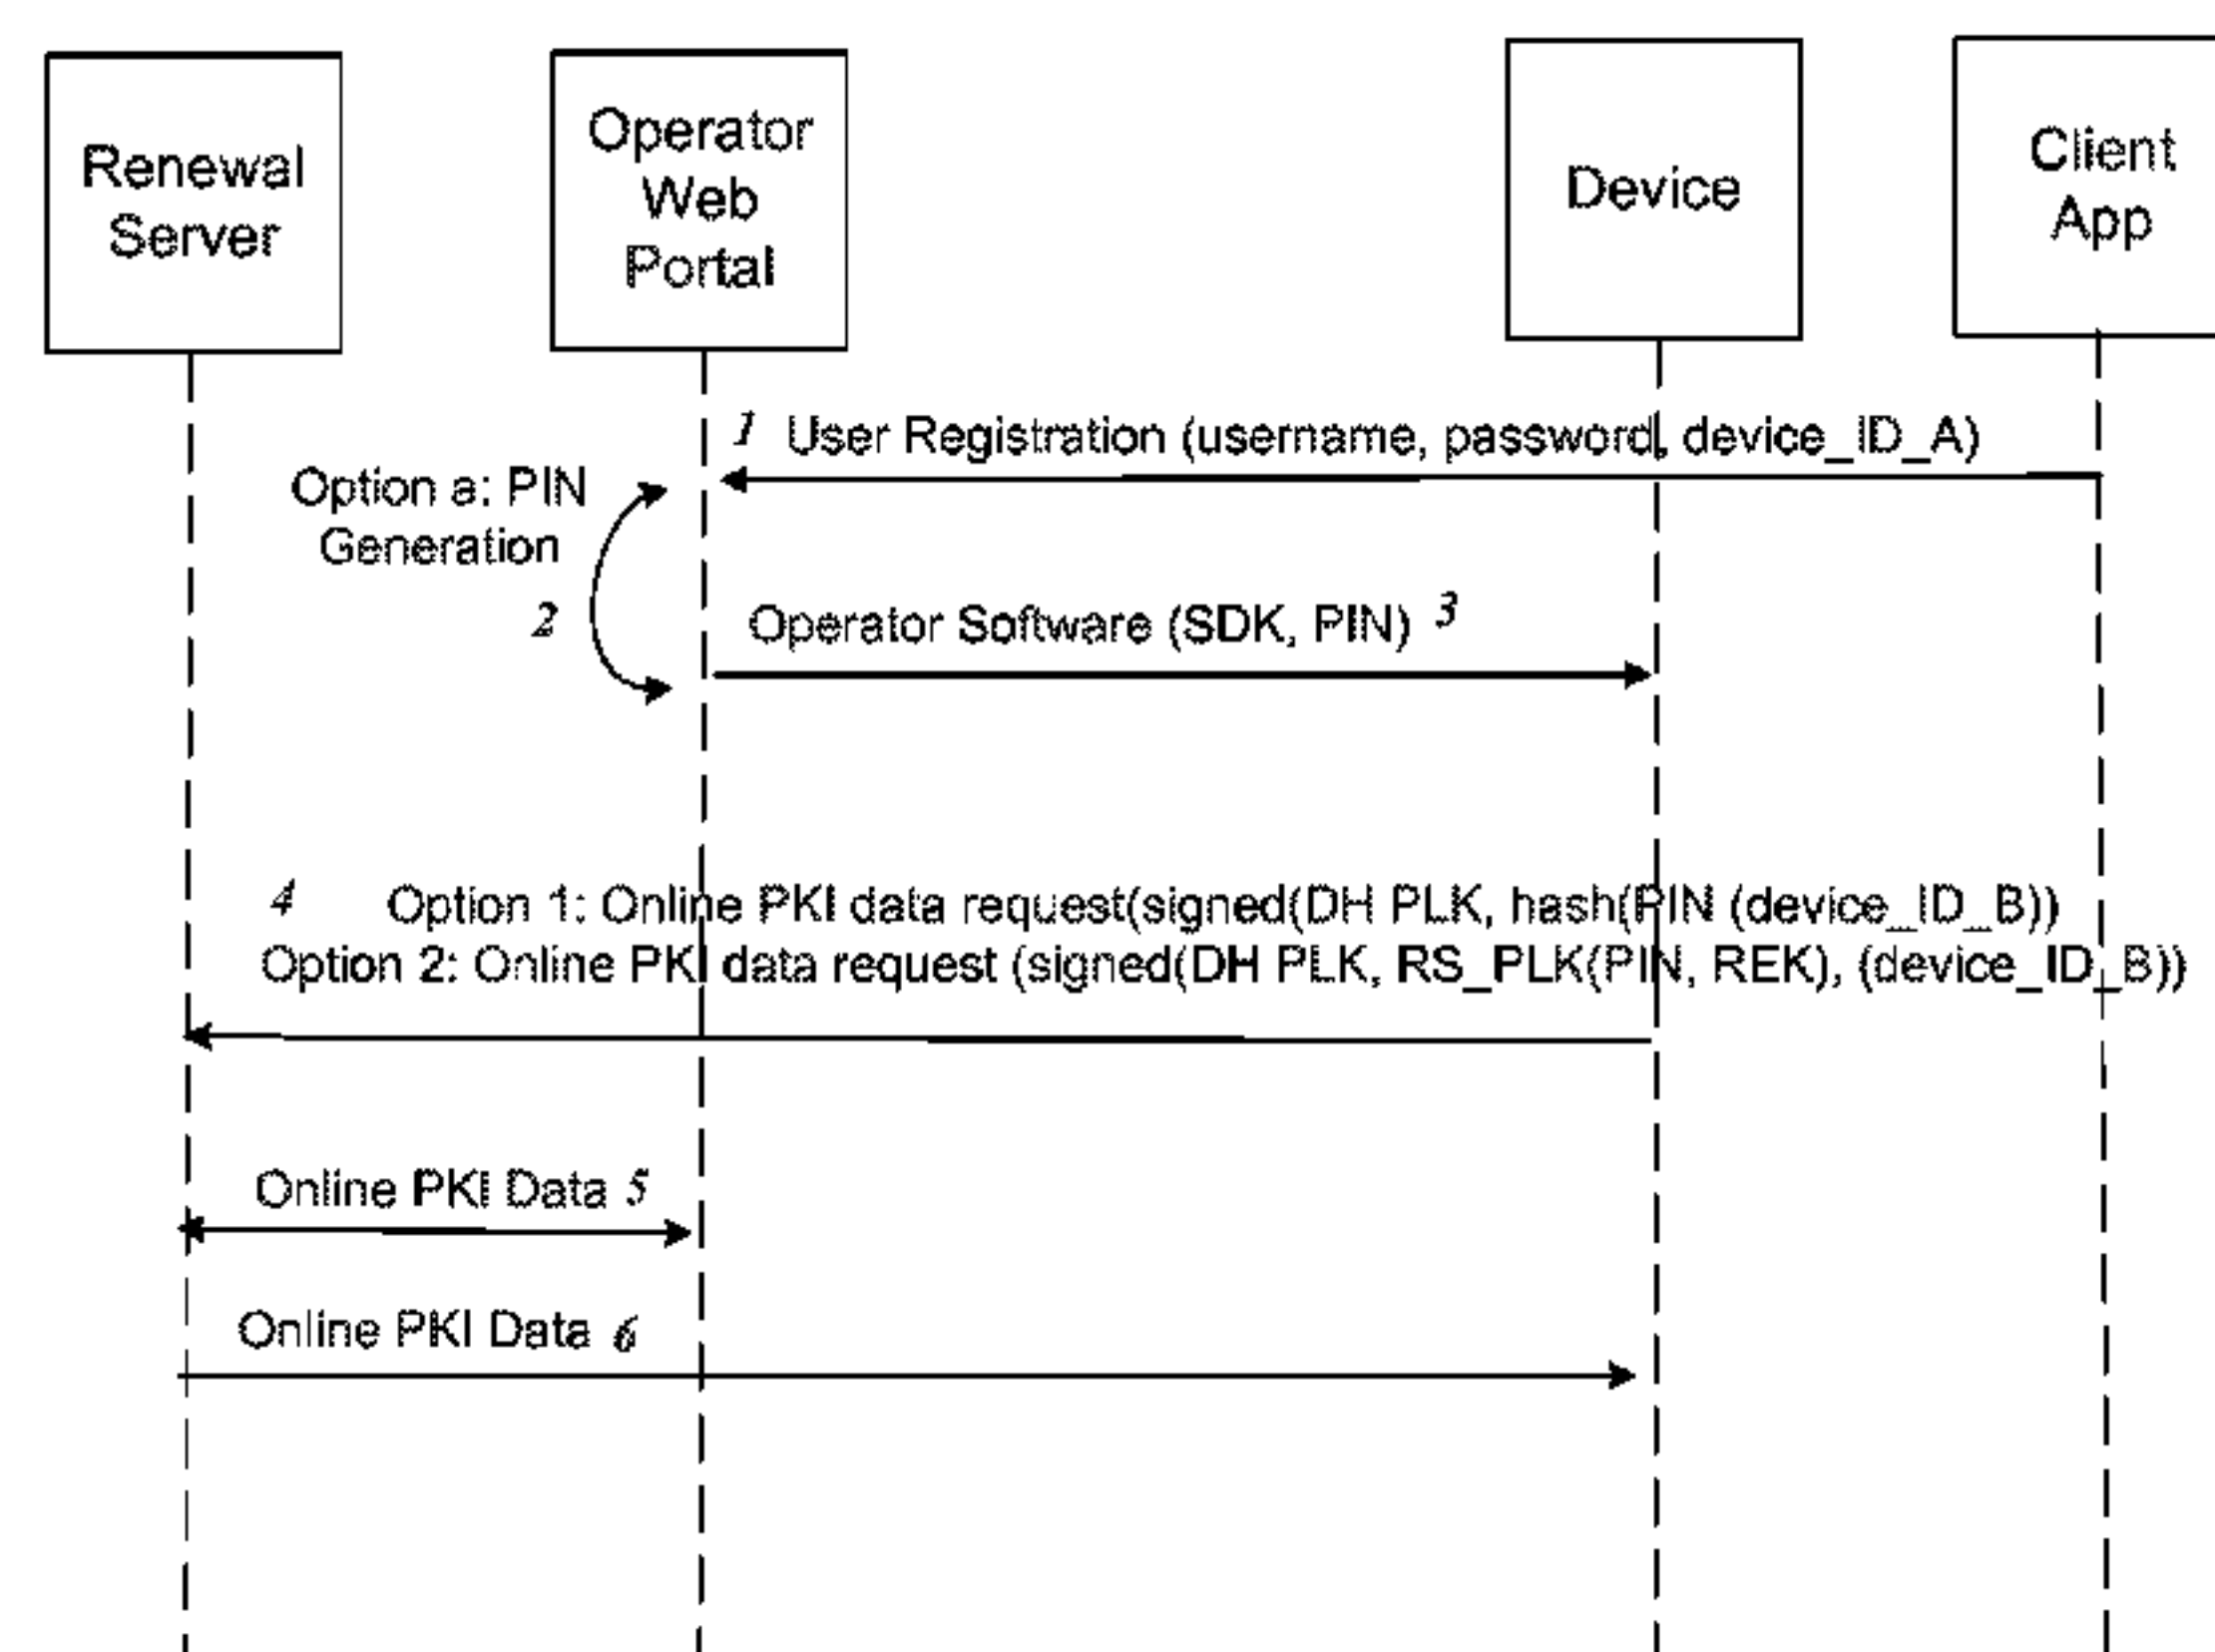 Renewal
Server
Operator
Web
Portal
Device
Client
App
1 User Registration (username, password, device_ID_A)
Option a: PIN
Generation
2
Operator Software (SDK, PIN) 3
4 Option 1: Online PKI data request(signed(DH PLK, hash(PIN (device_ID_B))
Option 2: Online PKI data request (signed(DH PLK, RS_PLK(PIN, REK), (device_ID_B))
Online PKI Data 5
Online PKI Data 6